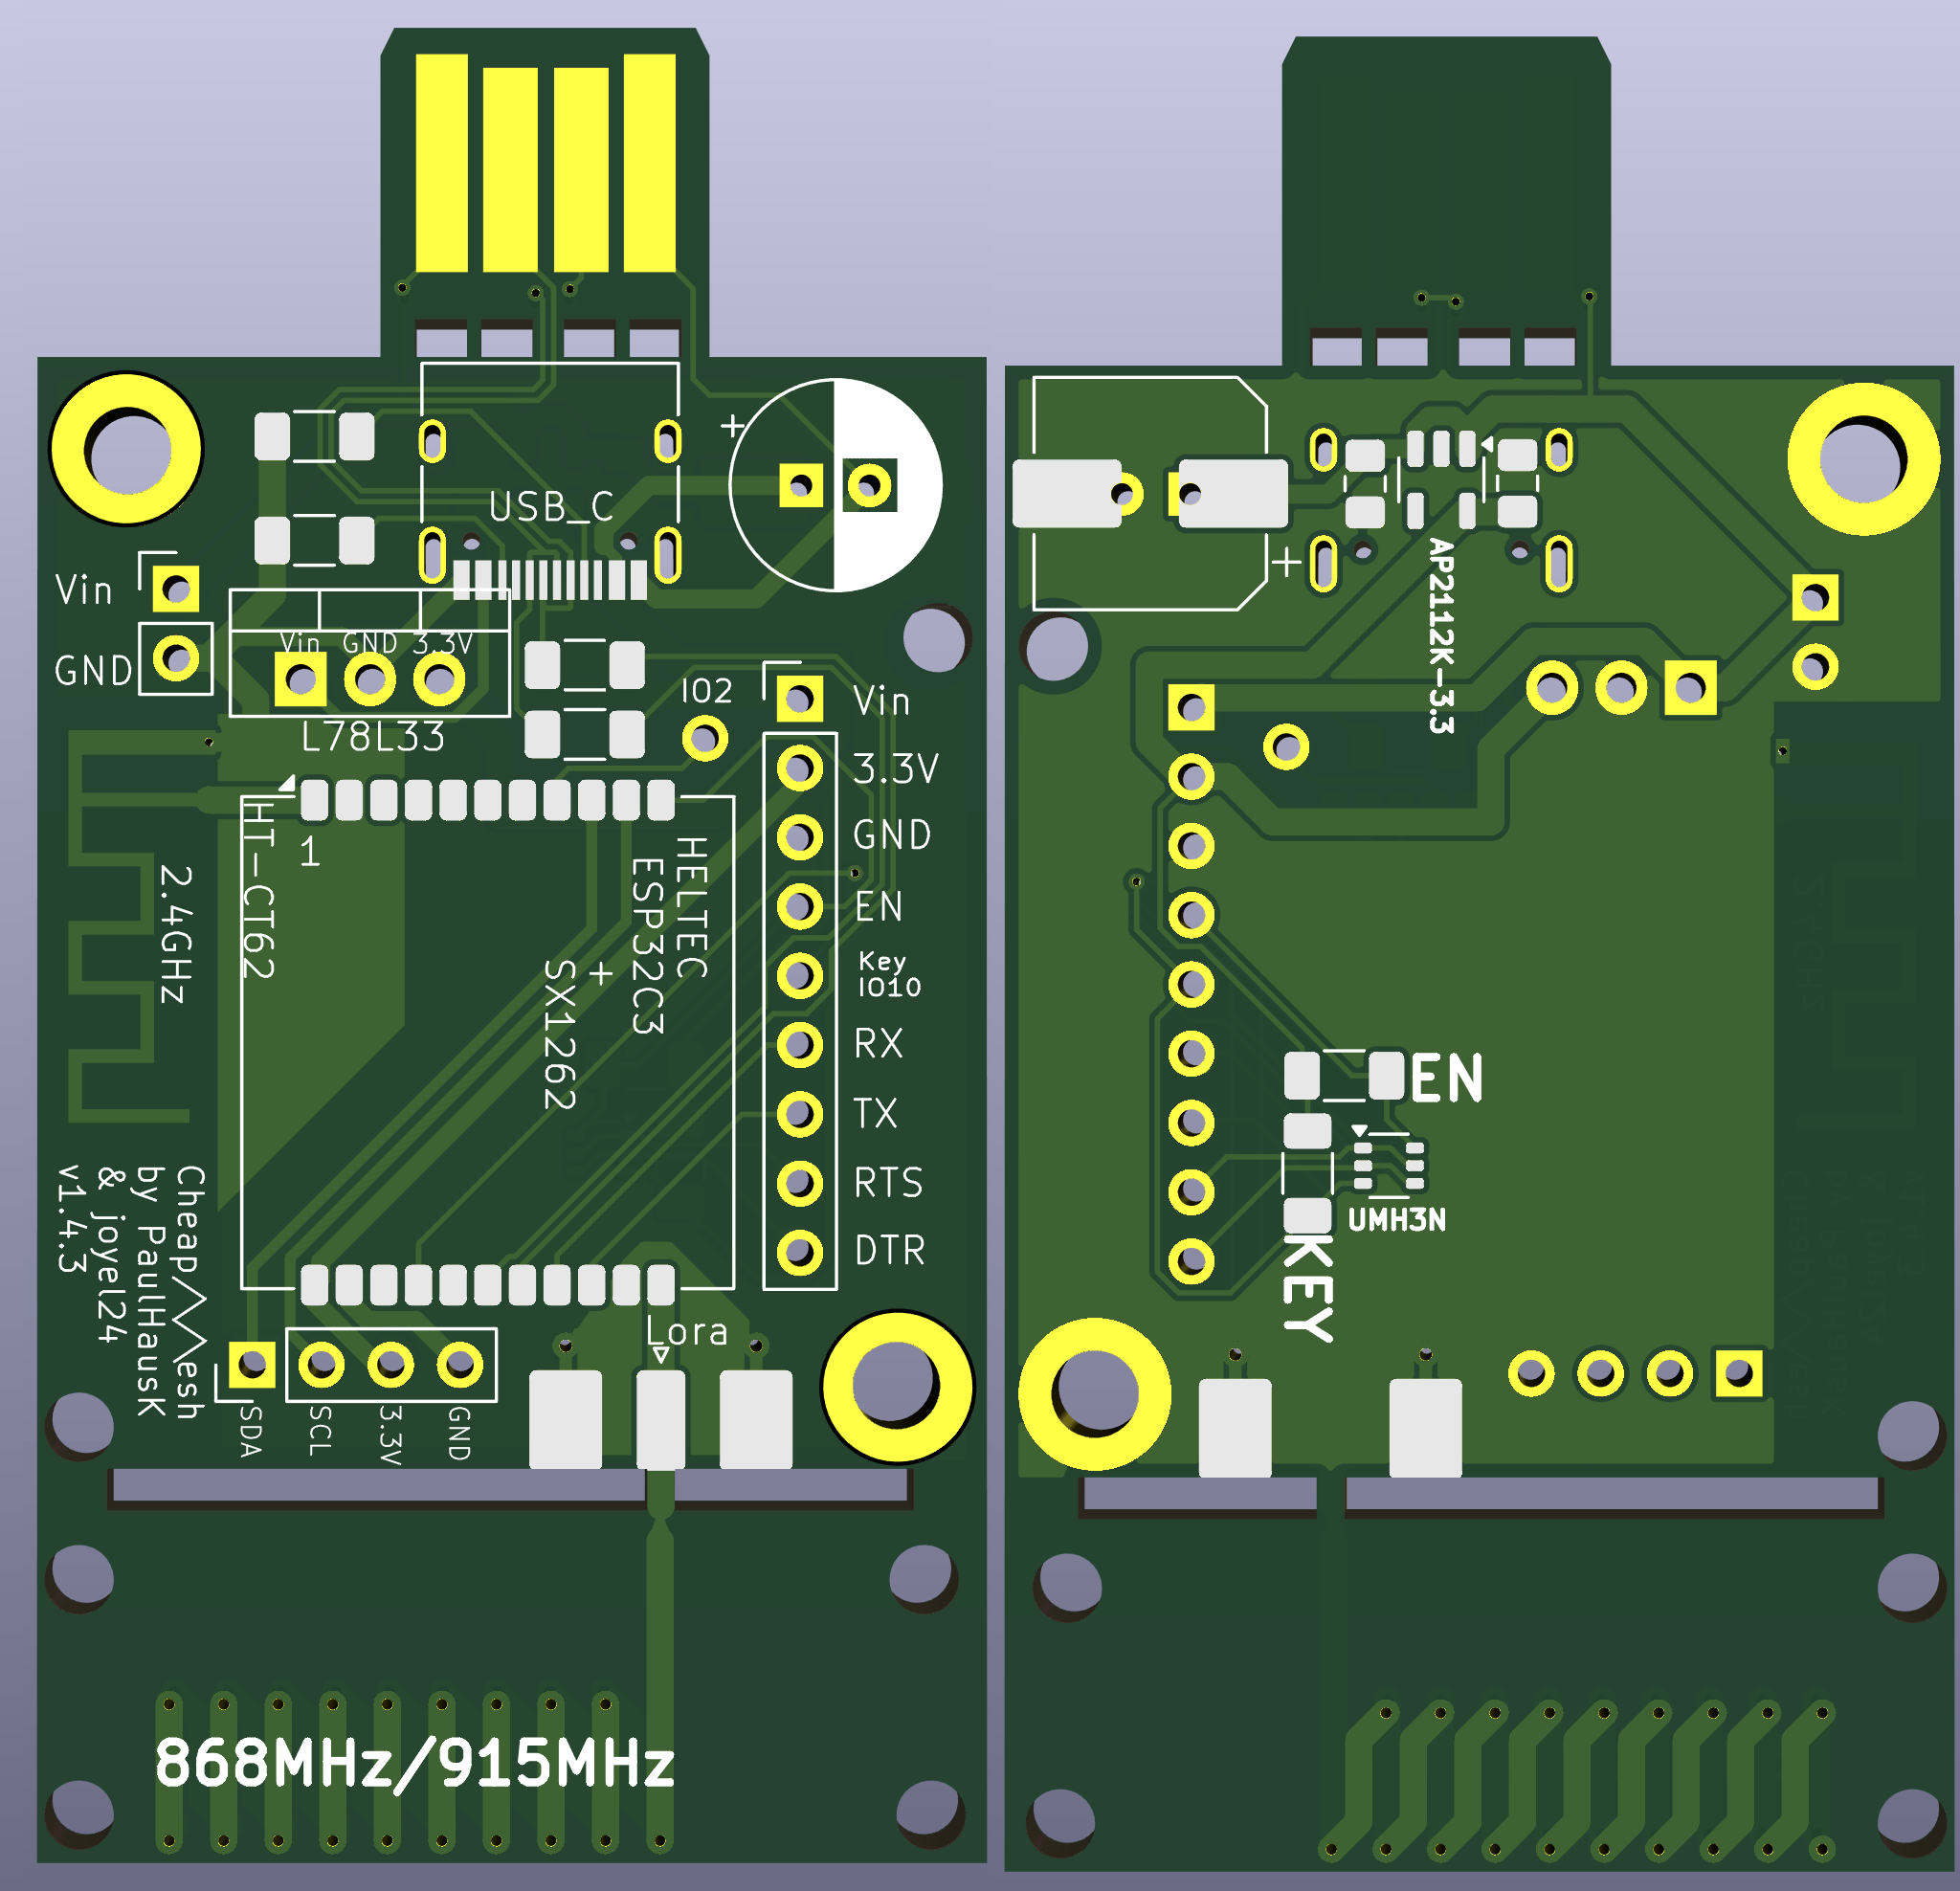 USB_C
+
Vin
GND
Vin GND 3.3V
L78L33
IO2
Vin
3.3V
GND
EN
Key
IO10
RX
TX
RTS
DTR
1
HT-CT62
2.4GHz
HELTEC
ESP32C3
+
SX1262
Cheap/\/\esh
by PaulHausK
& joyel24
v1.4.3
Lora
SDA
SCL
3.3V
GND
868MHz/915MHz
+
AP2112K-3.3
EN
UMH3N
KEY